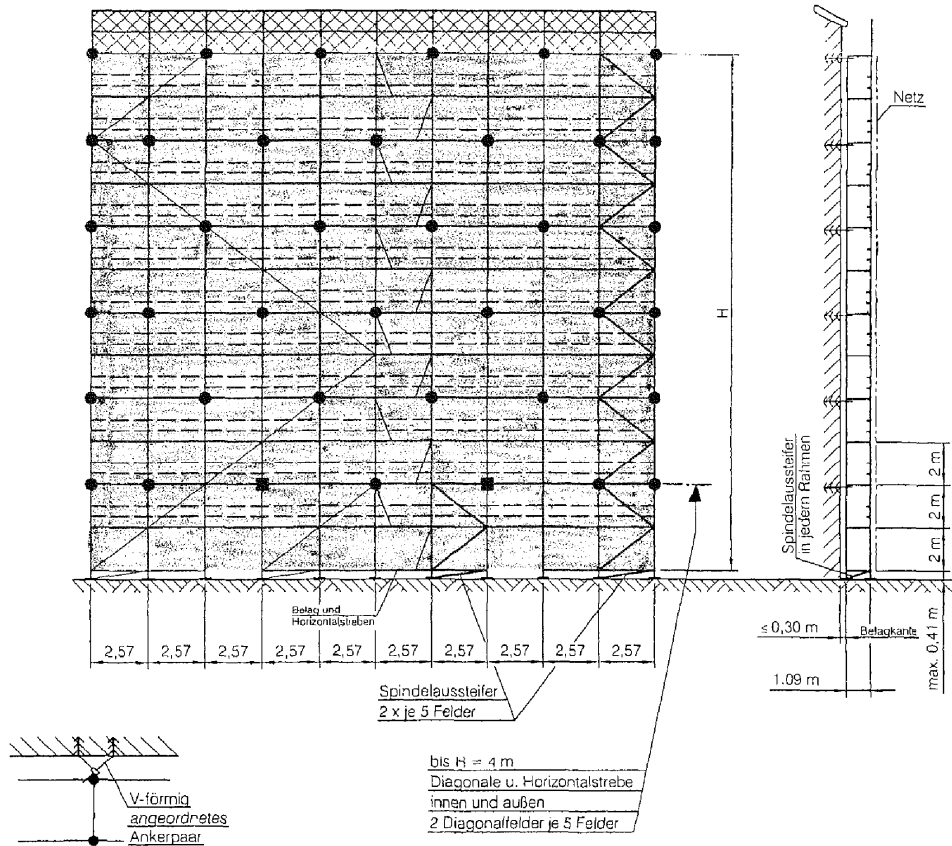 Netz
H
Spindelaussteifer
in jedem Rahmen
2 m
2 m
2 m
max. 0,41 m
≤ 0,30 m
Belagkante
1.09 m
Belag und
Horizontalstreben
2,57
2,57
2,57
2,57
2,57
2,57
2,57
2,57
2,57
2,57
Spindelaussteifer
2 x je 5 Felder
bis H = 4 m
Diagonale u. Horizontalstrebe
innen und außen
2 Diagonalfelder je 5 Felder
V-förmig
angeordnetes
Ankerpaar